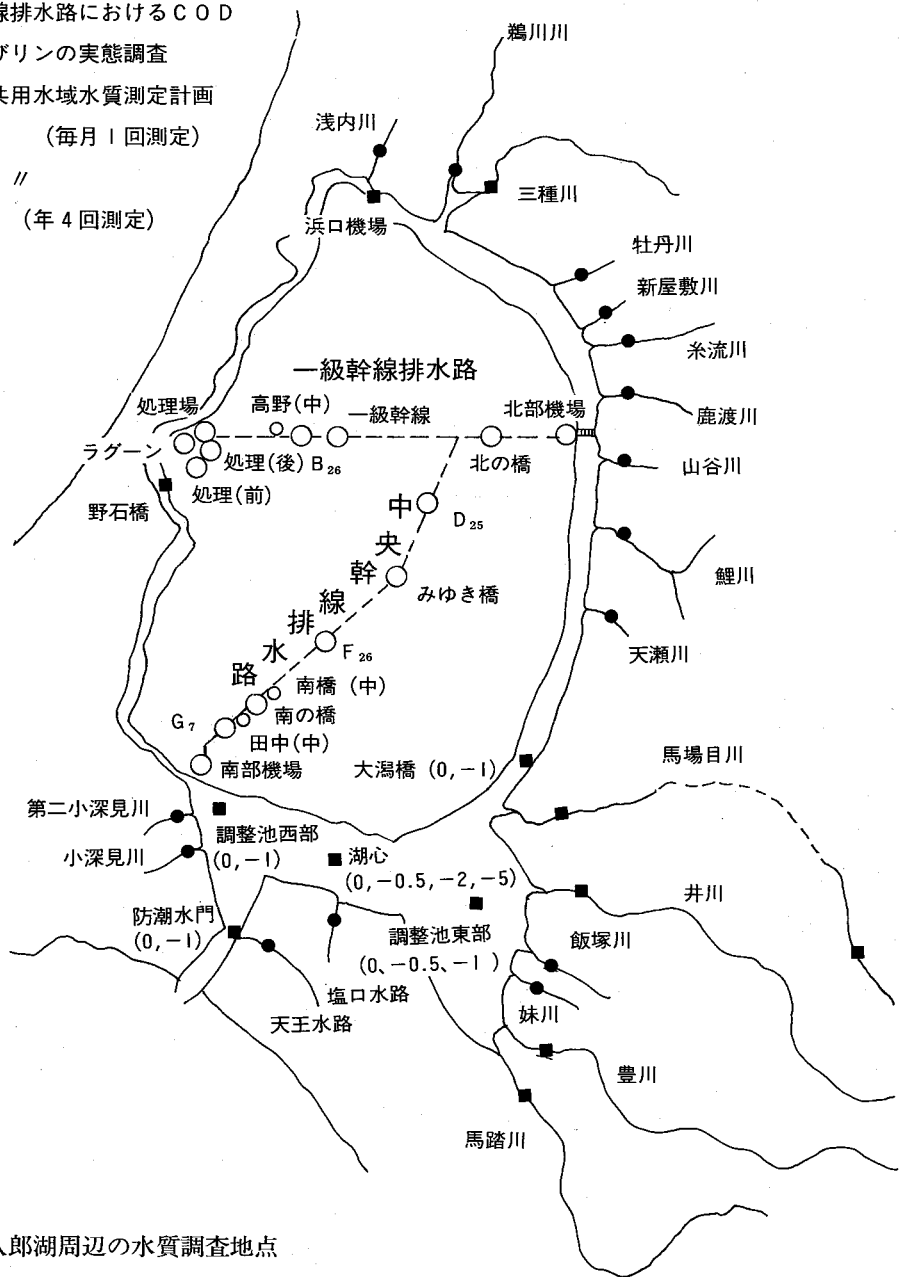 線排水路におけるCOD
びリンの実態調査
共用水域水質測定計画
(毎月1回測定)
〃
(年4回測定)
鵜川川
浅内川
三種川
浜口機場
牡丹川
新屋敷川
糸流川
一級幹線排水路
処理場
高野(中)
一級幹線
北部機場
鹿渡川
ラグーン
処理(後)
B₂₆
北の橋
山谷川
処理(前)
野石橋
D₂₅
中央幹線排水路
みゆき橋
鯉川
F₂₆
天瀬川
南橋(中)
G₇
南の橋
田中(中)
南部機場
大潟橋(0,−1)
馬場目川
第二小深見川
調整池西部
(0,−1)
小深見川
湖心
(0,−0.5,−2,−5)
井川
防潮水門
(0,−1)
調整池東部
(0、−0.5、−1)
飯塚川
塩口水路
天王水路
妹川
豊川
馬踏川
八郎湖周辺の水質調査地点